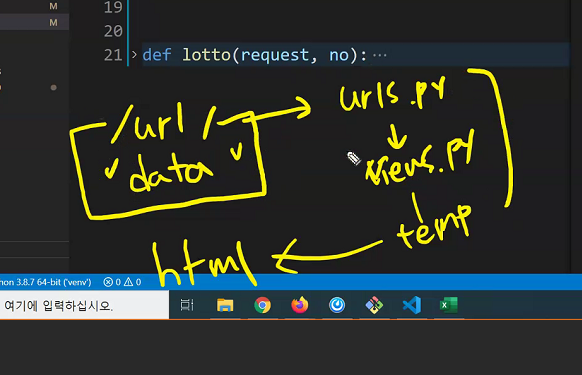 M
19
M
20
21 > def lotto(request, no): ...
/url/
data
urls.py
views.py
temp
html
3.8.7 64-bit ('venv') 0 0
여기에 입력하십시오.